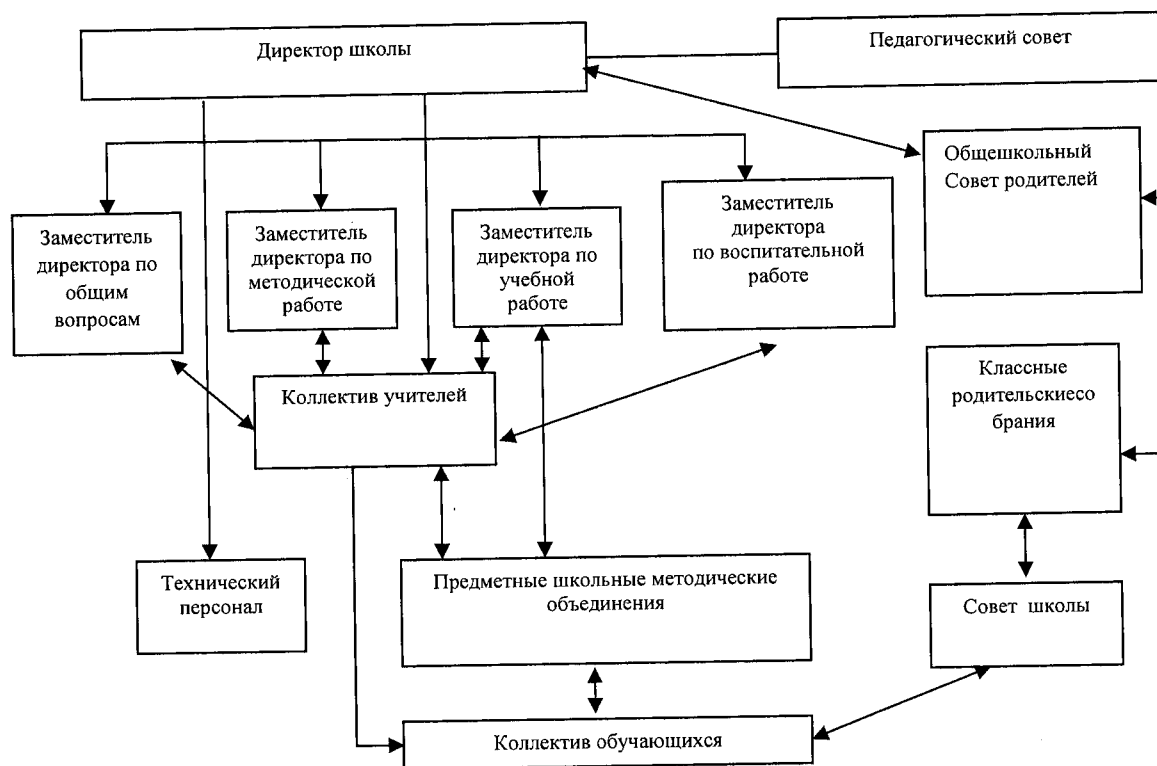 Директор школы
Педагогический совет
Общешкольный
Совет родителей
Заместитель
директора по
общим
вопросам
Заместитель
директора по
методической
работе
Заместитель
директора по
учебной
работе
Заместитель
директора
по воспитательной
работе
Коллектив учителей
Классные
родительскиесо
брания
Технический
персонал
Предметные школьные методические
объединения
Совет школы
Коллектив обучающихся